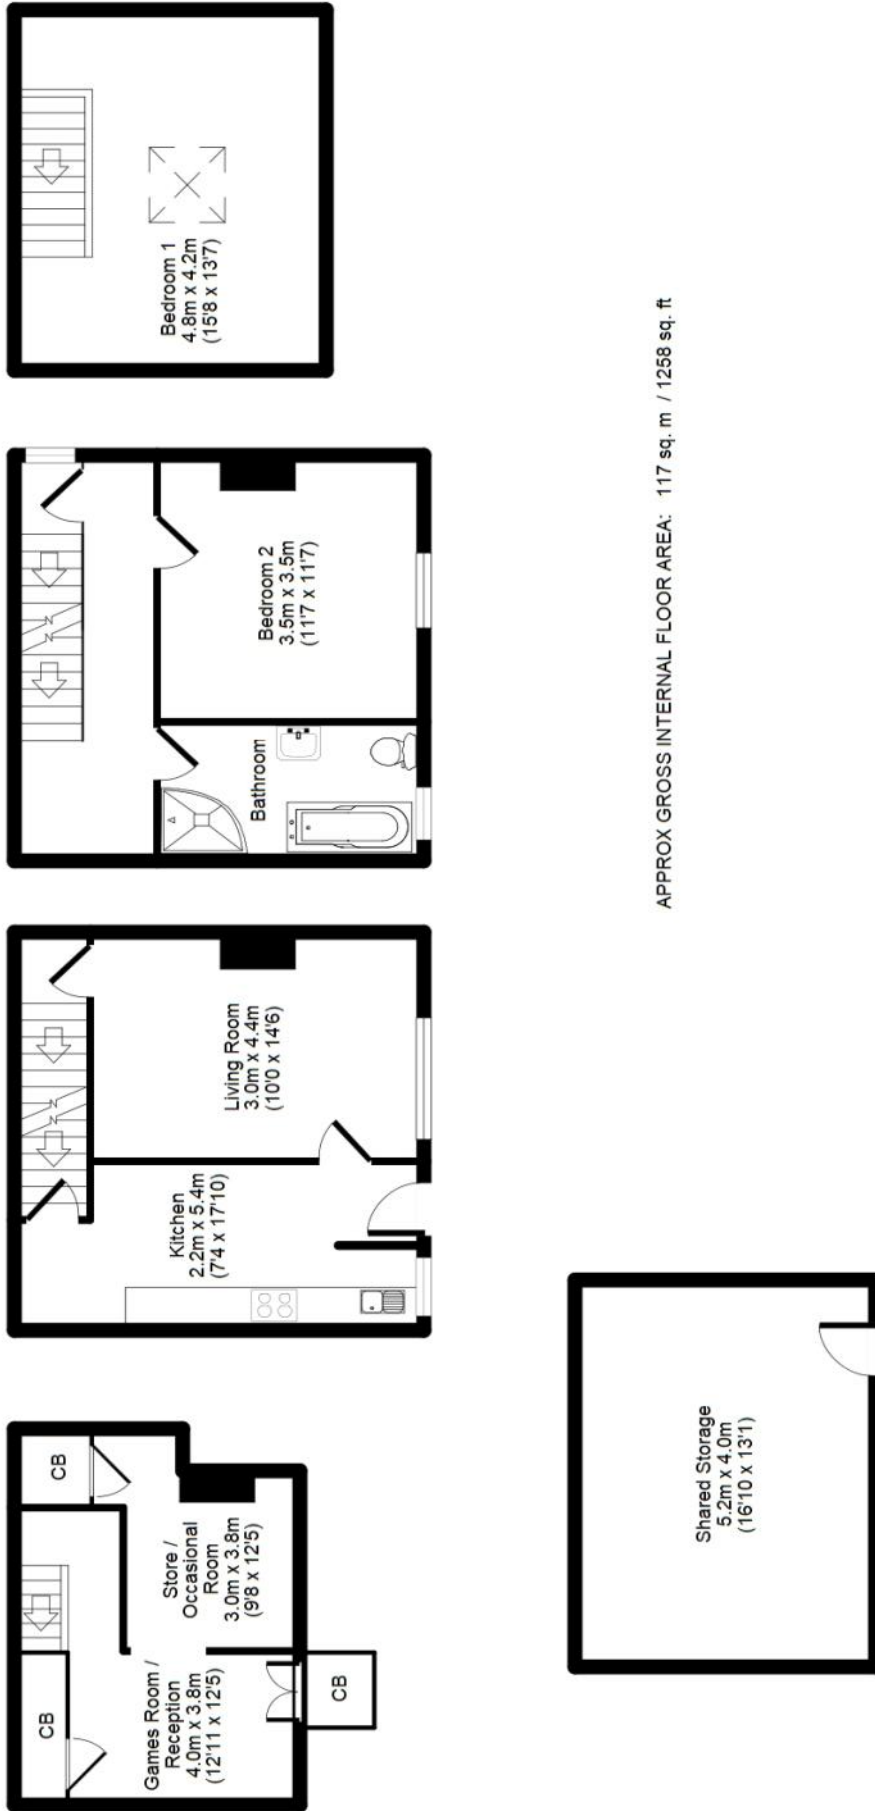 CB
CB
CB
Games Room /
Reception
4.0m x 3.8m
(12'11 x 12'5)
Store /
Occasional
Room
3.0m x 3.8m
(9'8 x 12'5)
Kitchen
2.2m x 5.4m
(7'4 x 17'10)
Living Room
3.0m x 4.4m
(10'0 x 14'6)
Bathroom
Bedroom 2
3.5m x 3.5m
(11'7 x 11'7)
Bedroom 1
4.8m x 4.2m
(15'8 x 13'7)
Shared Storage
5.2m x 4.0m
(16'10 x 13'1)
APPROX GROSS INTERNAL FLOOR AREA: 117 sq. m / 1258 sq. ft